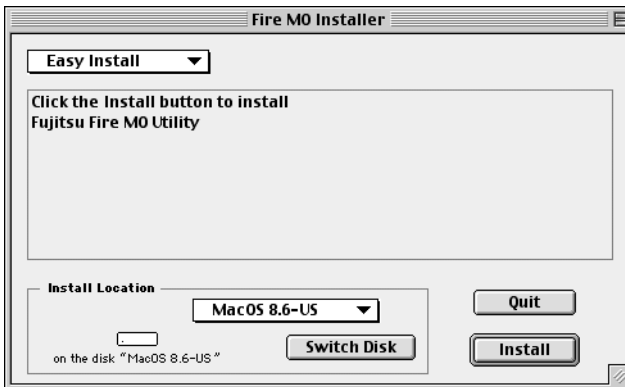 Fire MO Installer
Easy Install
Click the Install button to install
Fujitsu Fire MO Utility
Install Location
MacOS 8.6-US
on the disk "MacOS 8.6-US"
Switch Disk
Quit
Install